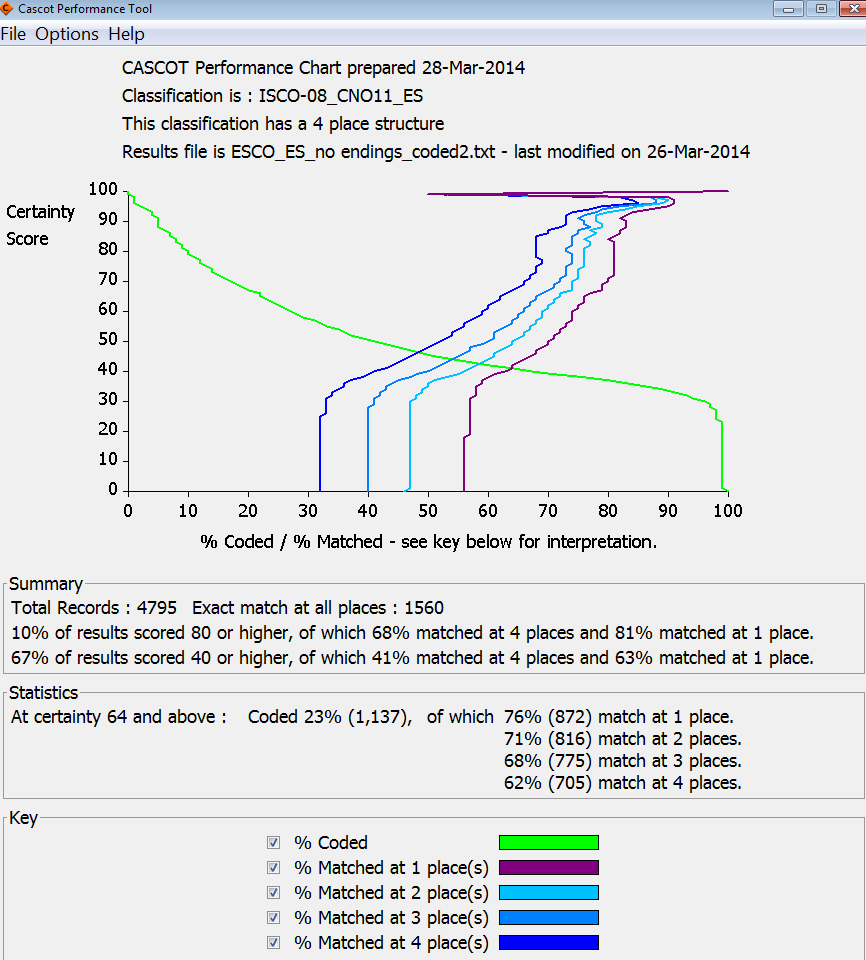 Cascot Performance Tool
File Options Help
CASCOT Performance Chart prepared 28-Mar-2014
Classification is : ISCO-08_CNO11_ES
This classification has a 4 place structure
Results file is ESCO_ES_no endings_coded2.txt - last modified on 26-Mar-2014
Certainty
Score
100
90
80
70
60
50
40
30
20
10
0
0 10 20 30 40 50 60 70 80 90 100
% Coded / % Matched - see key below for interpretation.
Summary
Total Records : 4795 Exact match at all places : 1560
10% of results scored 80 or higher, of which 68% matched at 4 places and 81% matched at 1 place.
67% of results scored 40 or higher, of which 41% matched at 4 places and 63% matched at 1 place.
Statistics
At certainty 64 and above : Coded 23% (1,137), of which 76% (872) match at 1 place.
71% (816) match at 2 places.
68% (775) match at 3 places.
62% (705) match at 4 places.
Key
% Coded
% Matched at 1 place(s)
% Matched at 2 place(s)
% Matched at 3 place(s)
% Matched at 4 place(s)